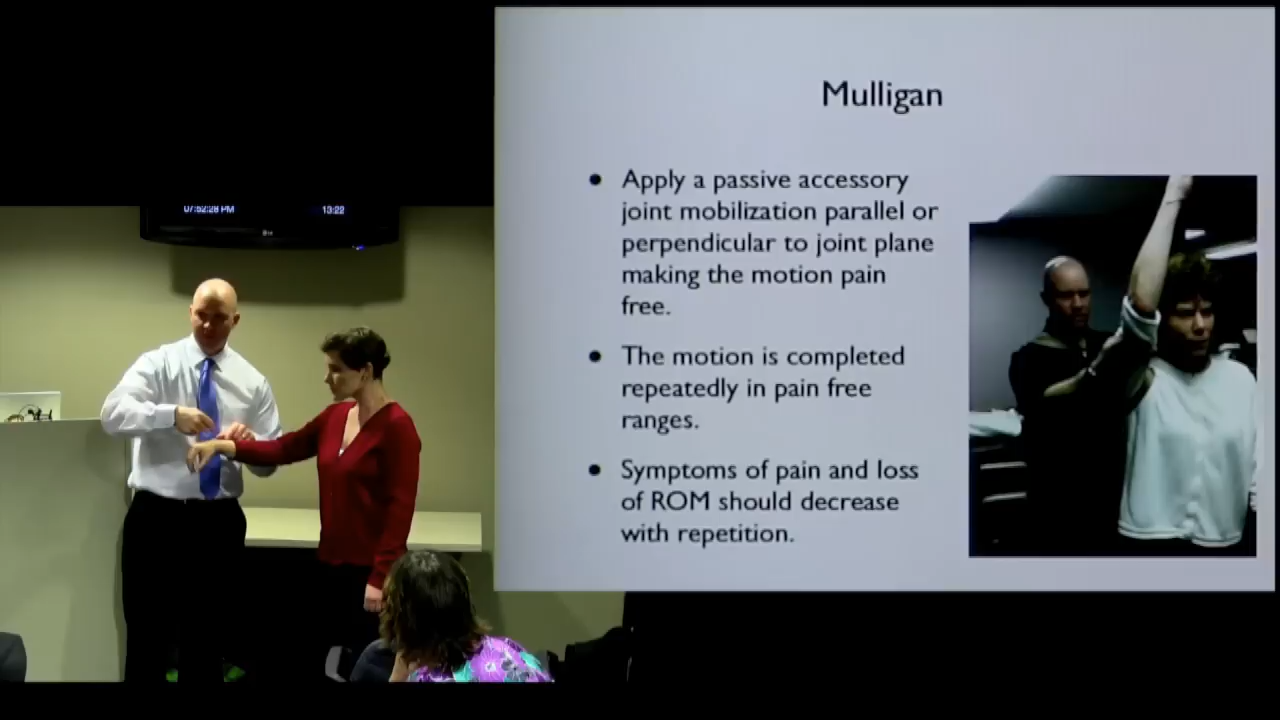 Mulligan
● Apply a passive accessory
joint mobilization parallel or
perpendicular to joint plane
making the motion pain
free.
● The motion is completed
repeatedly in pain free
ranges.
● Symptoms of pain and loss
of ROM should decrease
with repetition.
07:52:28 PM 13:22
LG